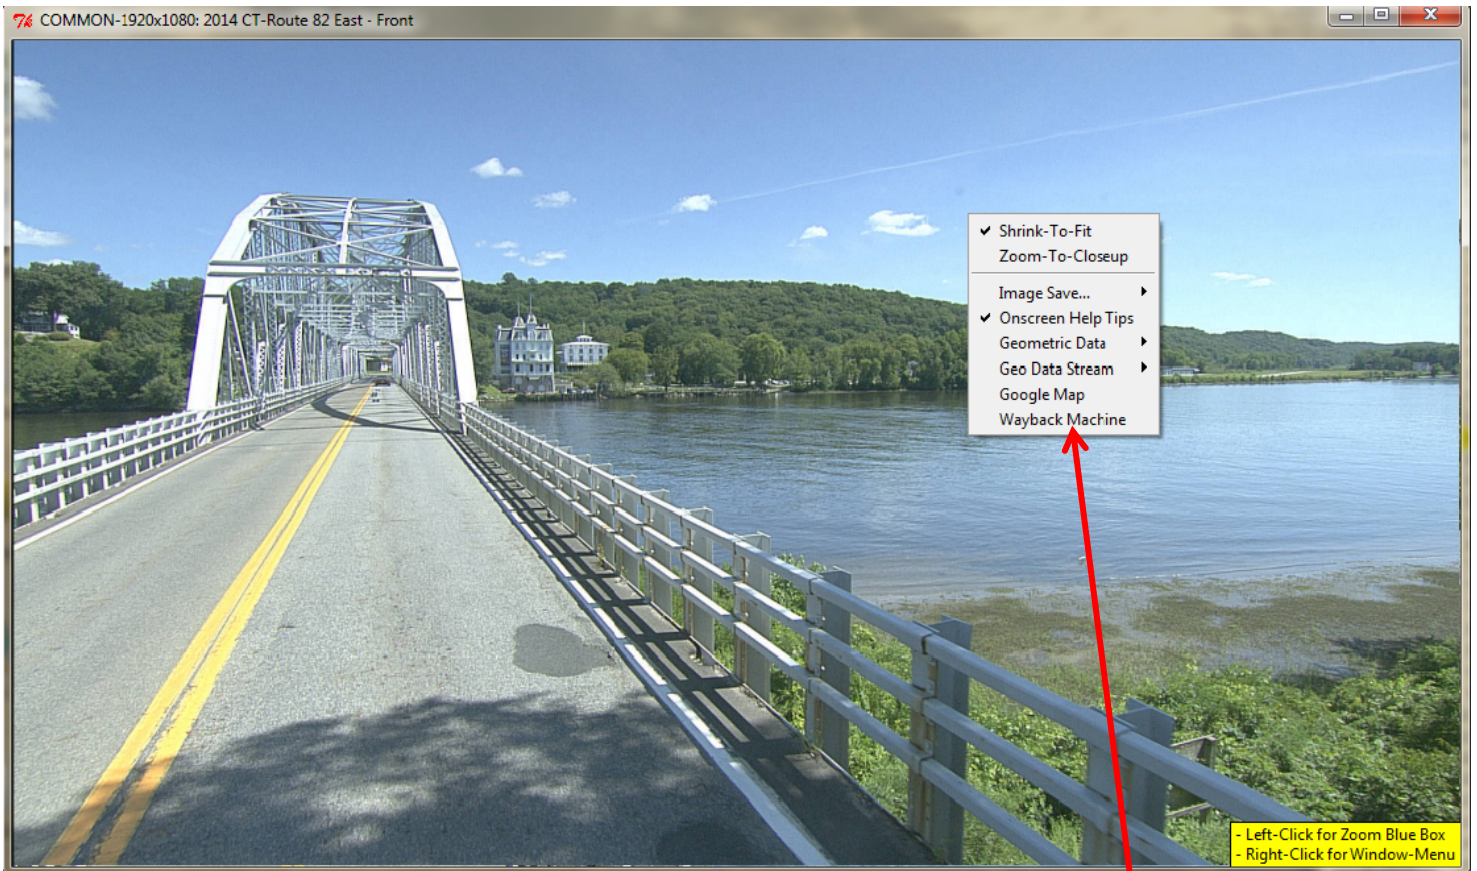 COMMON-1920x1080: 2014 CT-Route 82 East - Front
Shrink-To-Fit
Zoom-To-Closeup
Image Save...
Onscreen Help Tips
Geometric Data
Geo Data Stream
Google Map
Wayback Machine
- Left-Click for Zoom Blue Box
- Right-Click for Window-Menu